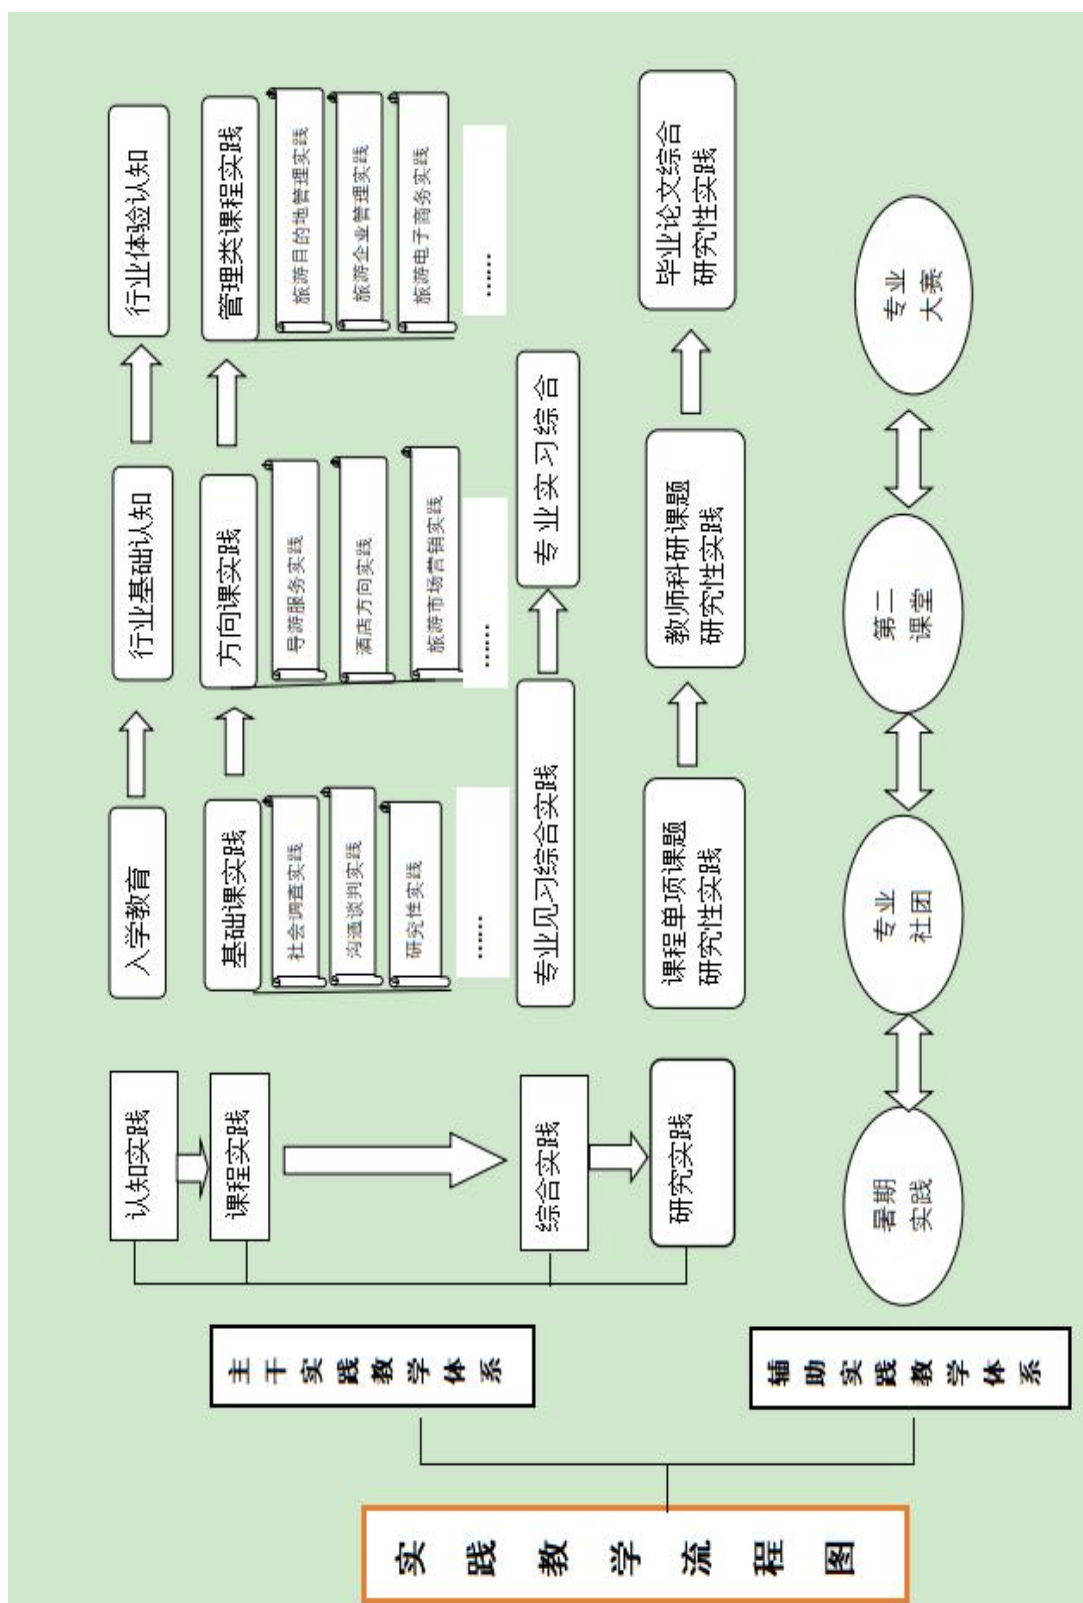 实践教学流程图
主干实践教学体系
认知实践
入学教育
行业基础认知
行业体验认知
课程实践
基础课实践
社会调查实践
沟通谈判实践
研究性实践
……
方向课实践
导游服务实践
酒店方向实践
旅游市场营销实践
……
管理类课程实践
旅游目的地管理实践
旅游企业管理实践
旅游电子商务实践
……
综合实践
专业见习综合实践
专业实习综合
研究实践
课程单项课题
研究性实践
教师科研课题
研究性实践
毕业论文综合
研究性实践
辅助实践教学体系
暑期
实践
专业
社团
第二
课堂
专业
大赛